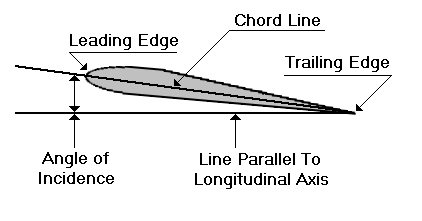 Chord Line
Leading Edge
Trailing Edge
Angle of
Incidence
Line Parallel To
Longitudinal Axis